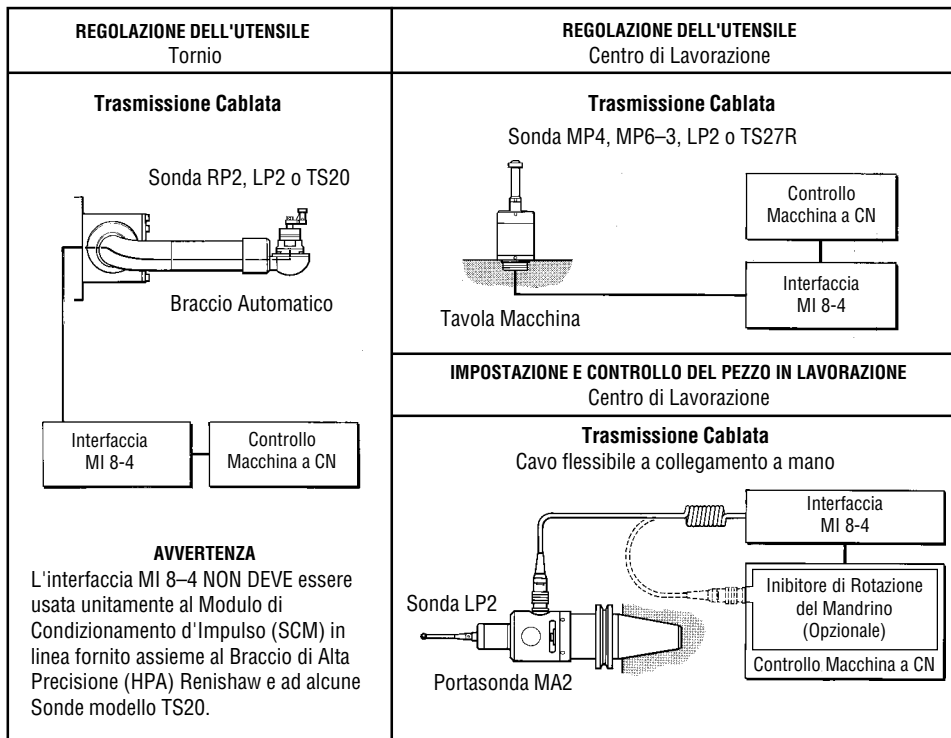 REGOLAZIONE DELL'UTENSILE
Tornio
Trasmissione Cablata
Sonda RP2, LP2 o TS20
Braccio Automatico
Interfaccia
MI 8-4
Controllo
Macchina a CN
AVVERTENZA
L'interfaccia MI 8–4 NON DEVE essere
usata unitamente al Modulo di
Condizionamento d'Impulso (SCM) in
linea fornito assieme al Braccio di Alta
Precisione (HPA) Renishaw e ad alcune
Sonde modello TS20.
REGOLAZIONE DELL'UTENSILE
Centro di Lavorazione
Trasmissione Cablata
Sonda MP4, MP6–3, LP2 o TS27R
Controllo
Macchina a CN
Interfaccia
MI 8-4
Tavola Macchina
IMPOSTAZIONE E CONTROLLO DEL PEZZO IN LAVORAZIONE
Centro di Lavorazione
Trasmissione Cablata
Cavo flessibile a collegamento a mano
Interfaccia
MI 8-4
Sonda LP2
Inibitore di Rotazione
del Mandrino
(Opzionale)
Controllo Macchina a CN
Portasonda MA2